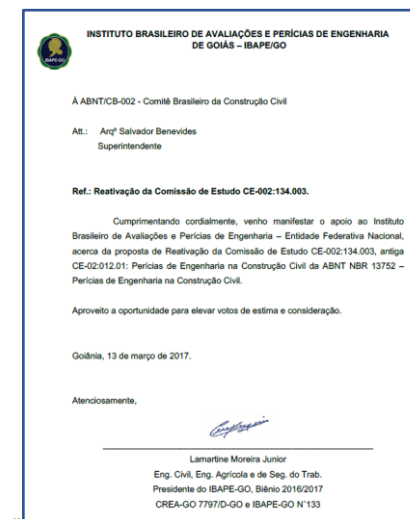 INSTITUTO BRASILEIRO DE AVALIAÇÕES E PERÍCIAS DE ENGENHARIA
DE GOIÁS – IBAPE/GO
IBAPE-GO
À ABNT/CB-002 - Comitê Brasileiro da Construção Civil
Att.: Arqº Salvador Benevides
Superintendente
Ref.: Reativação da Comissão de Estudo CE-002:134.003.
Cumprimentando cordialmente, venho manifestar o apoio ao Instituto
Brasileiro de Avaliações e Perícias de Engenharia – Entidade Federativa Nacional,
acerca da proposta de Reativação da Comissão de Estudo CE-002:134.003, antiga
CE-02:012.01: Perícias de Engenharia na Construção Civil da ABNT NBR 13752 –
Perícias de Engenharia na Construção Civil.
Aproveito a oportunidade para elevar votos de estima e consideração.
Goiânia, 13 de março de 2017.
Atenciosamente,
Lamartine Moreira Junior
Eng. Civil, Eng. Agrícola e de Seg. do Trab.
Presidente do IBAPE-GO, Biênio 2016/2017
CREA-GO 7797/D-GO e IBAPE-GO N°133